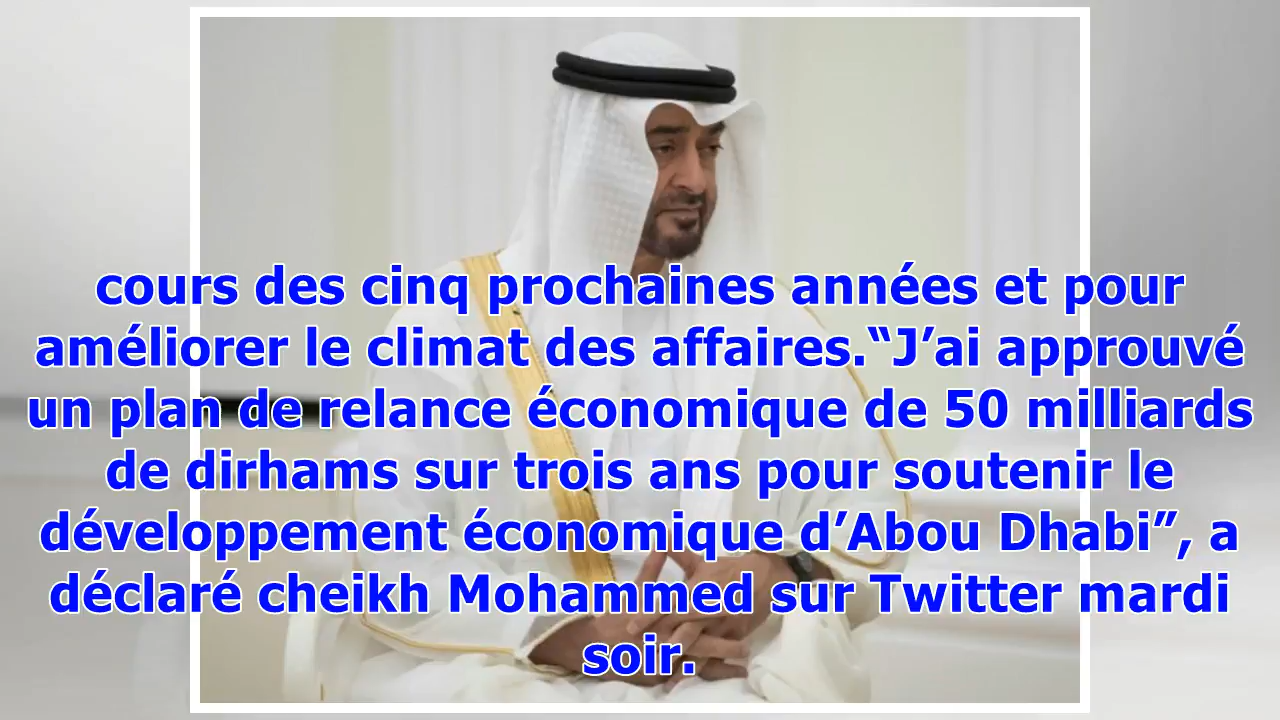 cours des cinq prochaines années et pour
améliorer le climat des affaires.“J’ai approuvé
un plan de relance économique de 50 milliards
de dirhams sur trois ans pour soutenir le
développement économique d’Abou Dhabi”, a
déclaré cheikh Mohammed sur Twitter mardi
soir.